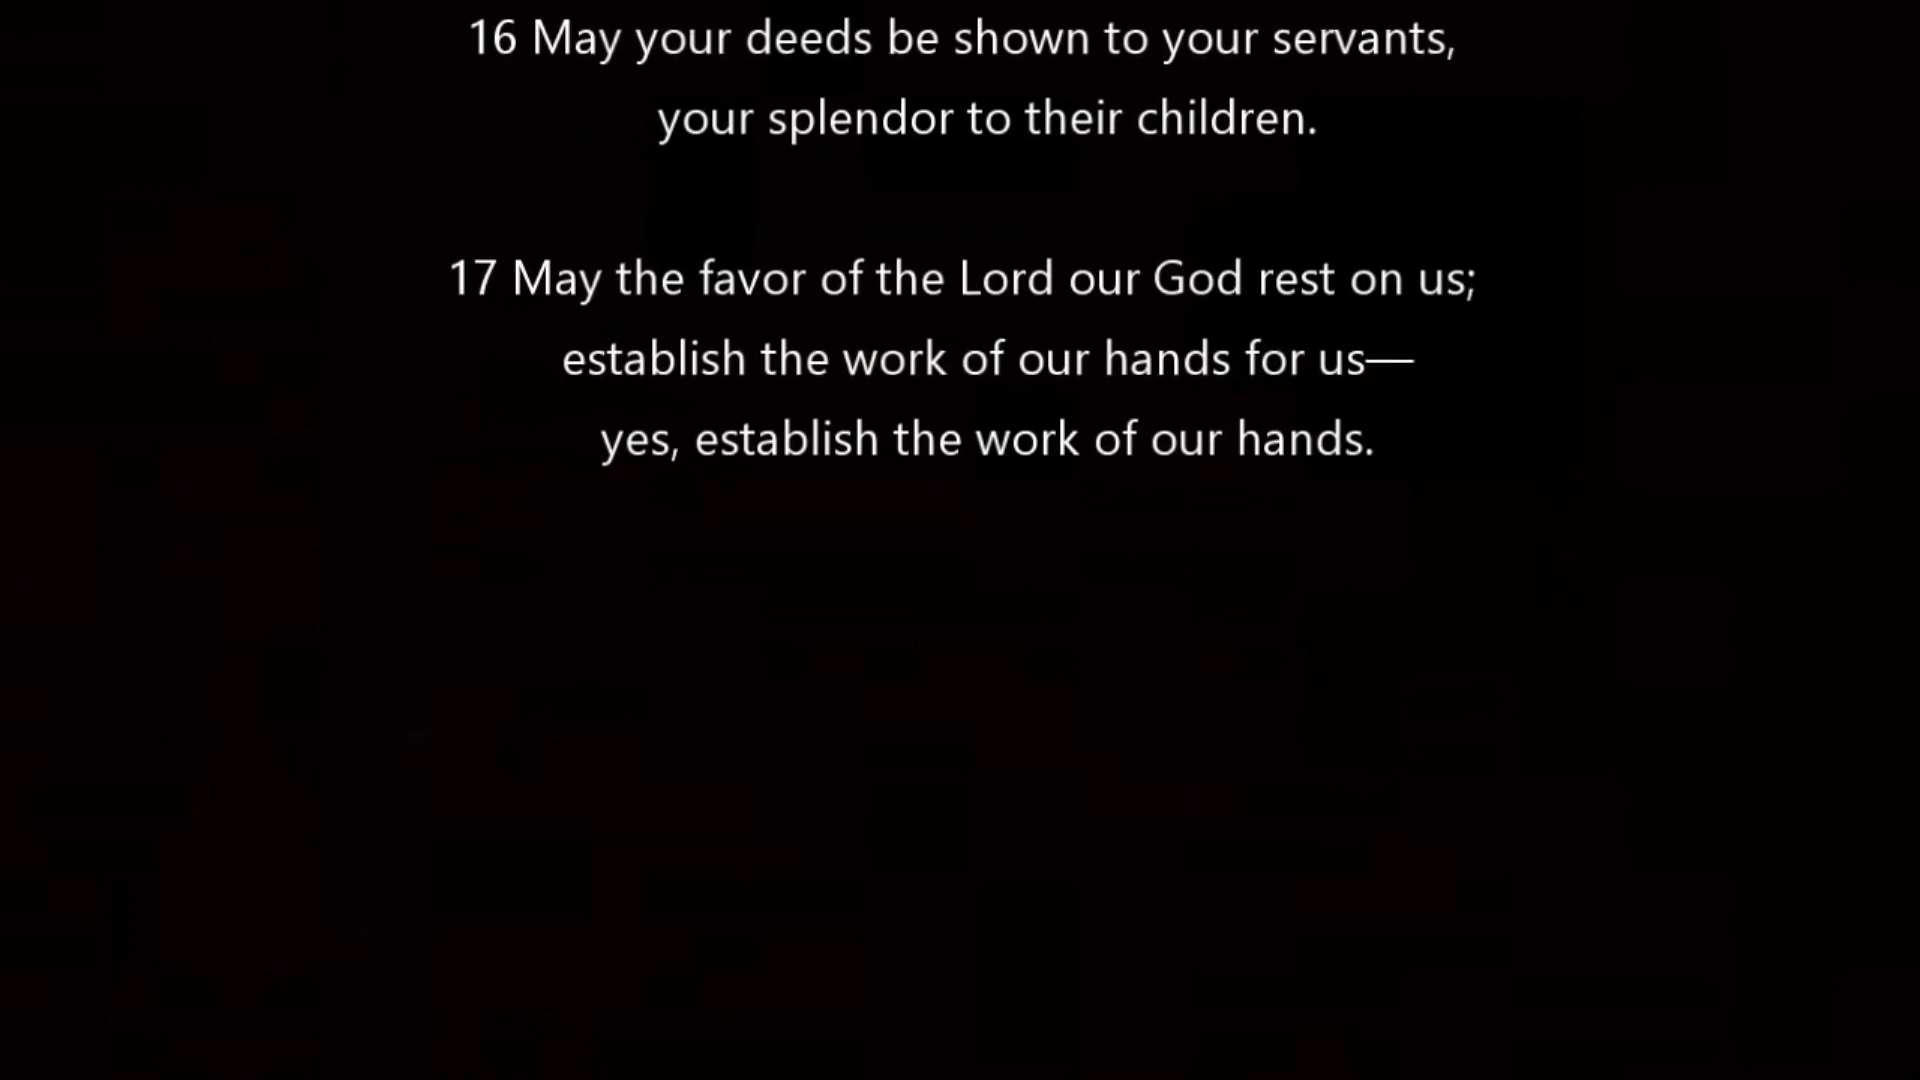 16 May your deeds be shown to your servants,
your splendor to their children.
17 May the favor of the Lord our God rest on us;
establish the work of our hands for us—
yes, establish the work of our hands.